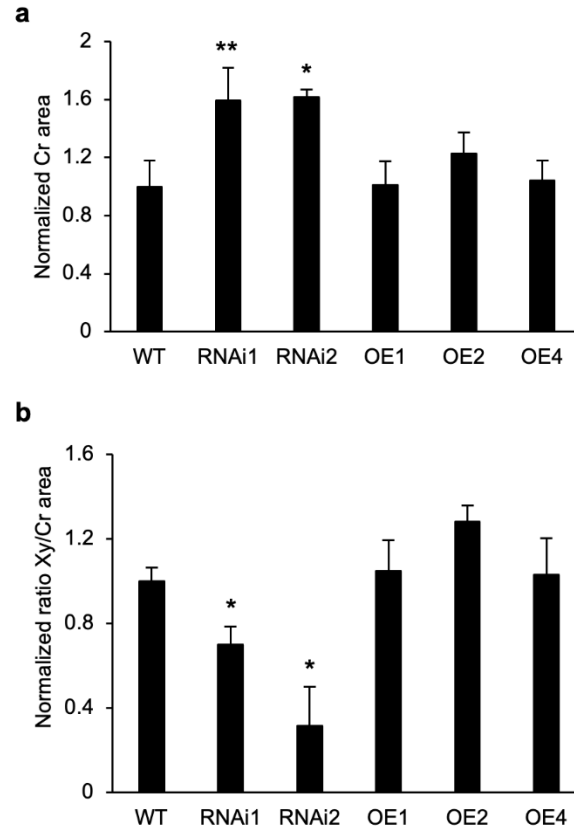 a
Normalized Cr area
2
1.6
1.2
0.8
0.4
0
** *
WT RNAi1 RNAi2 OE1 OE2 OE4
b
Normalized ratio Xy/Cr area
1.6
1.2
0.8
0.4
0
* *
WT RNAi1 RNAi2 OE1 OE2 OE4